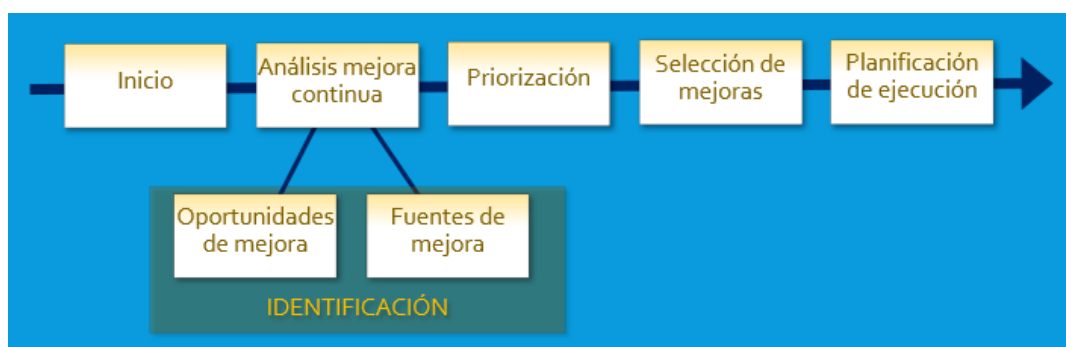 Inicio
Análisis mejora
continua
Priorización
Selección de
mejoras
Planificación
de ejecución
Oportunidades
de mejora
Fuentes de
mejora
IDENTIFICACIÓN